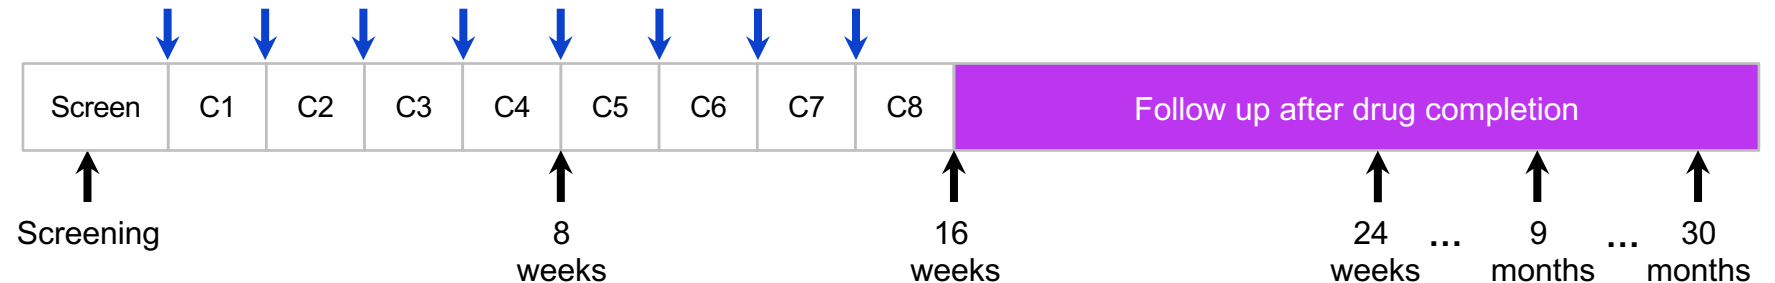 Screen C1 C2 C3 C4 C5 C6 C7 C8 Follow up after drug completion
Screening 8 16 24 ... 9 ... 30
weeks weeks weeks months months